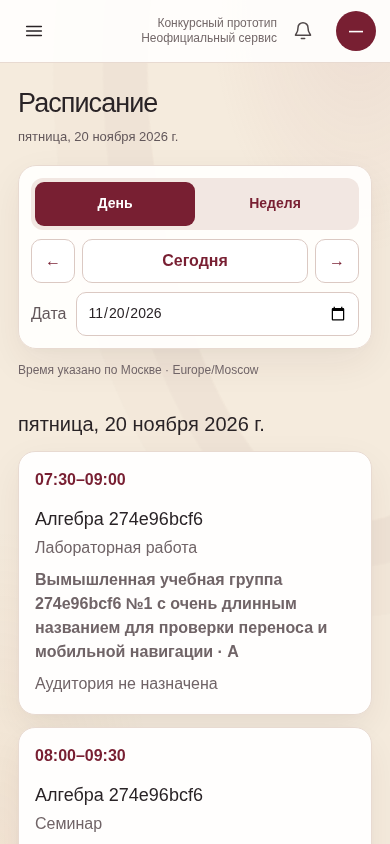 Конкурсный прототип
Неофициальный сервис
—
Расписание
пятница, 20 ноября 2026 г.
День
Неделя
←
Сегодня
→
Дата
11/20/2026
Время указано по Москве · Europe/Moscow
пятница, 20 ноября 2026 г.
07:30–09:00
Алгебра 274e96bcf6
Лабораторная работа
Вымышленная учебная группа
274e96bcf6 №1 с очень длинным
названием для проверки переноса и
мобильной навигации · А
Аудитория не назначена
08:00–09:30
Алгебра 274e96bcf6
Семинар